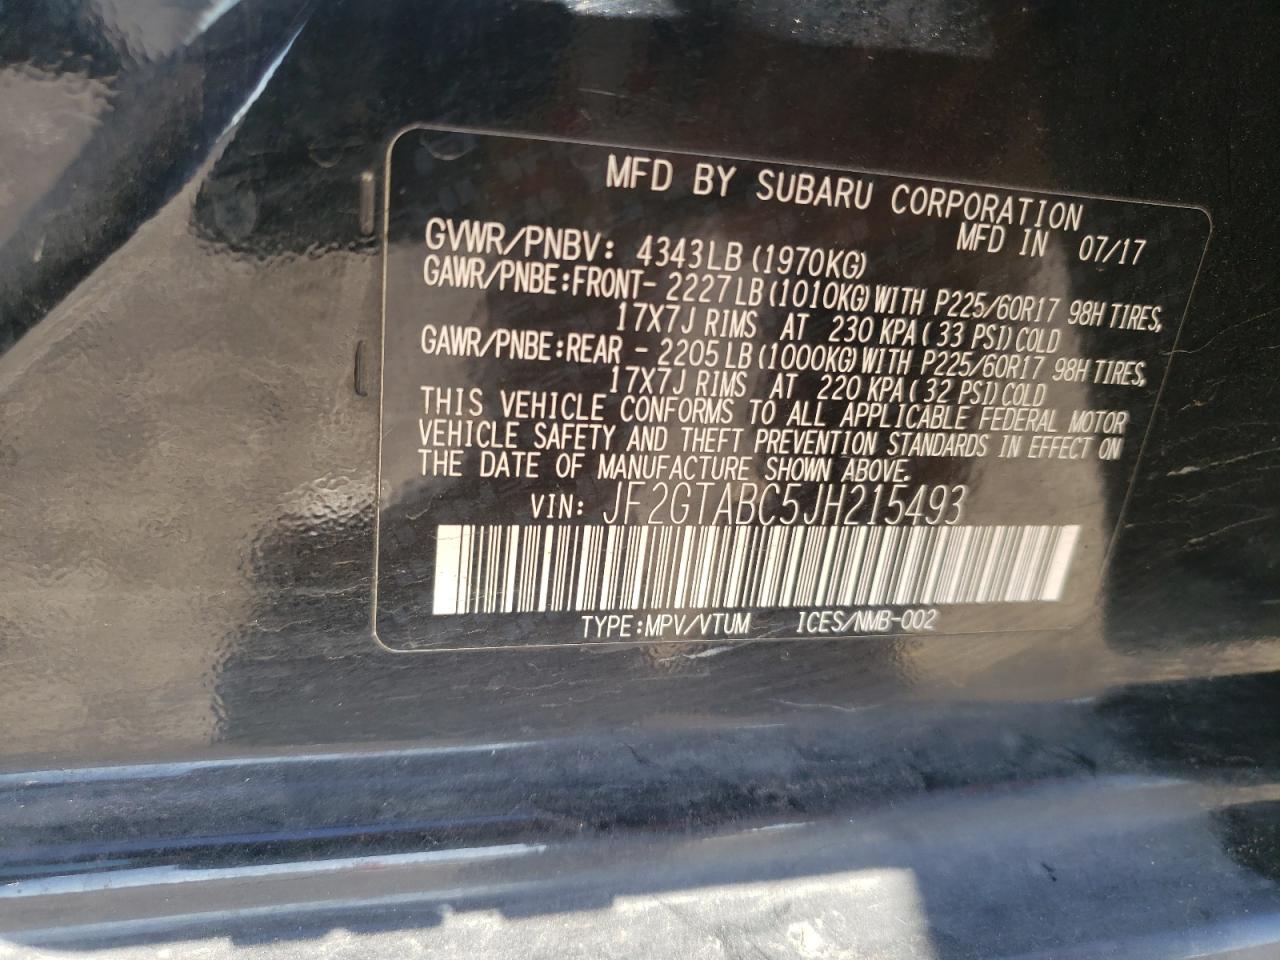 MFD BY SUBARU CORPORATION
MFD IN 07/17
GVWR/PNBV: 4343LB (1970KG)
GAWR/PNBE:FRONT- 2227LB (1010KG) WITH P225/60R17 98H TIRES,
17X7J RIMS AT 230 KPA (33 PSI) COLD
GAWR/PNBE:REAR - 2205LB (1000KG) WITH P225/60R17 98H TIRES,
17X7J RIMS AT 220 KPA (32 PSI) COLD
THIS VEHICLE CONFORMS TO ALL APPLICABLE FEDERAL MOTOR
VEHICLE SAFETY AND THEFT PREVENTION STANDARDS IN EFFECT ON
THE DATE OF MANUFACTURE SHOWN ABOVE.
VIN: JF2GTABC5JH215493
TYPE:MPV/VTUM ICES/NMB-002